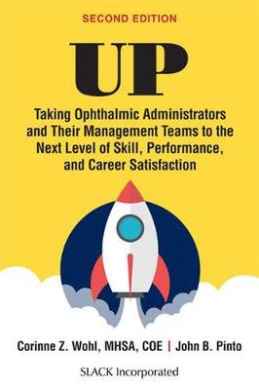 SECOND EDITION
UP
Taking Ophthalmic Administrators
and Their Management Teams to the
Next Level of Skill, Performance,
and Career Satisfaction
Corinne Z. Wohl, MHSA, COE | John B. Pinto
SLACK Incorporated